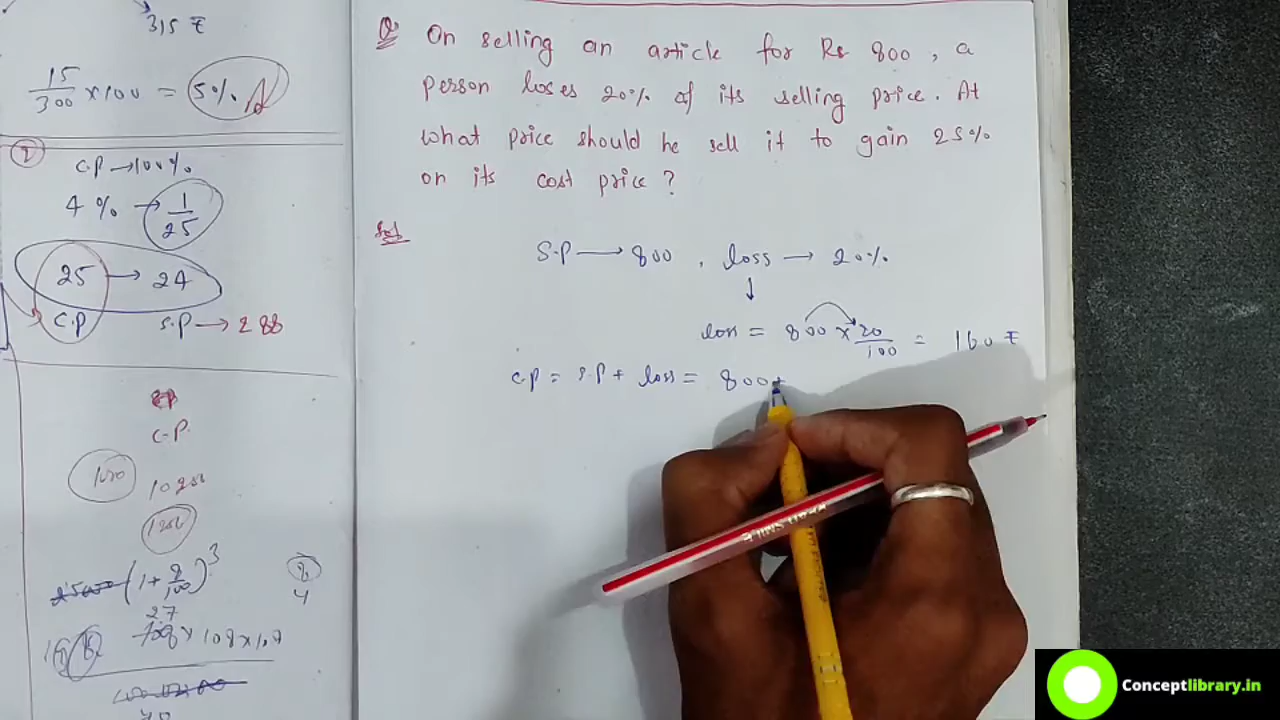 315 ₹
15/300 × 100 = 5%
C.P → 100%
4% → 1/25
25 → 24
C.P S.P → 288
C.P.
(1 + 8/100)³
27
Q On selling an article for Rs 800, a
person loses 20% of its selling price. At
what price should he sell it to gain 25%
on its cost price?
Sol
S.P → 800, loss → 20%
↓
loss = 800 × 20/100 = 160 ₹
C.P = S.P + loss = 800+
Conceptlibrary.in